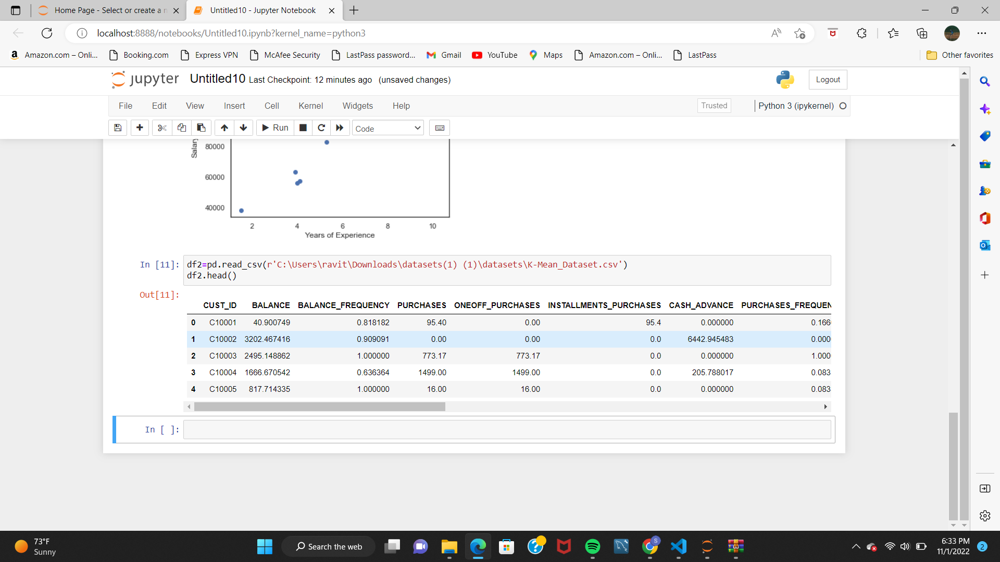 Home Page - Select or create a n
Untitled10 - Jupyter Notebook
localhost:8888/notebooks/Untitled10.ipynb?kernel_name=python3
Amazon.com – Onli...
Booking.com
Express VPN
McAfee Security
LastPass password...
Gmail
YouTube
Maps
Amazon.com – Onli...
LastPass
Other favorites
jupyter Untitled10 Last Checkpoint: 12 minutes ago (unsaved changes)
Logout
File Edit View Insert Cell Kernel Widgets Help
Trusted
Python 3 (ipykernel)
Run
Code
Salary
80000
60000
40000
2 4 6 8 10
Years of Experience
In [11]: df2=pd.read_csv(r'C:\Users\ravit\Downloads\datasets(1) (1)\datasets\K-Mean_Dataset.csv')
df2.head()
Out[11]:
CUST_ID BALANCE BALANCE_FREQUENCY PURCHASES ONEOFF_PURCHASES INSTALLMENTS_PURCHASES CASH_ADVANCE PURCHASES_FREQUEN
0 C10001 40.900749 0.818182 95.40 0.00 95.4 0.000000 0.166
1 C10002 3202.467416 0.909091 0.00 0.00 0.0 6442.945483 0.000
2 C10003 2495.148862 1.000000 773.17 773.17 0.0 0.000000 1.000
3 C10004 1666.670542 0.636364 1499.00 1499.00 0.0 205.788017 0.083
4 C10005 817.714335 1.000000 16.00 16.00 0.0 0.000000 0.083
In [ ]:
73°F
Sunny
Search the web
S
6:33 PM
11/1/2022
2